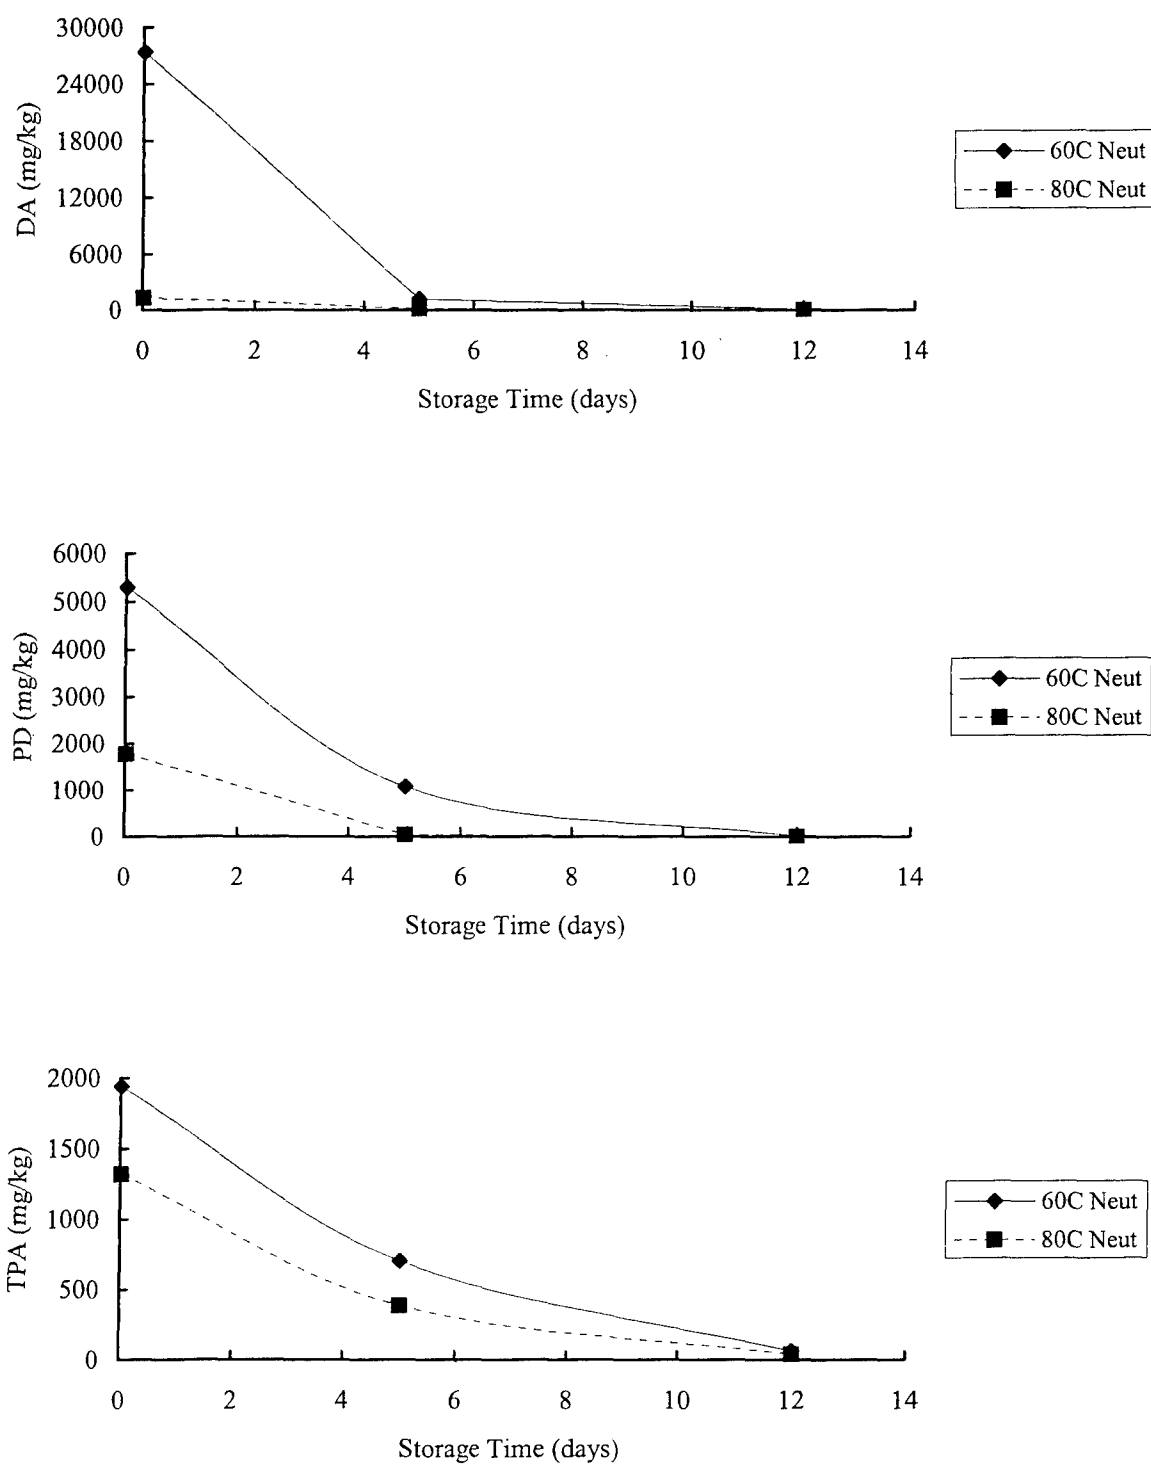 30000
24000
18000
12000
6000
0
DA (mg/kg)
0 2 4 6 8 10 12 14
Storage Time (days)
60C Neut
80C Neut
6000
5000
4000
3000
2000
1000
0
PD (mg/kg)
0 2 4 6 8 10 12 14
Storage Time (days)
60C Neut
80C Neut
2000
1500
1000
500
0
TPA (mg/kg)
0 2 4 6 8 10 12 14
Storage Time (days)
60C Neut
80C Neut